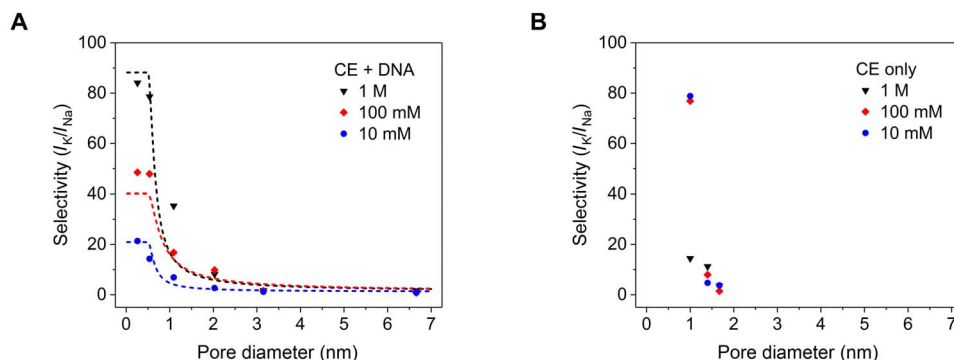 A
CE + DNA
1 M
100 mM
10 mM
100
80
60
40
20
0
Selectivity (I_K/I_Na)
0 1 2 3 4 5 6 7
Pore diameter (nm)
B
CE only
1 M
100 mM
10 mM
100
80
60
40
20
0
Selectivity (I_K/I_Na)
0 1 2 3 4 5 6 7
Pore diameter (nm)